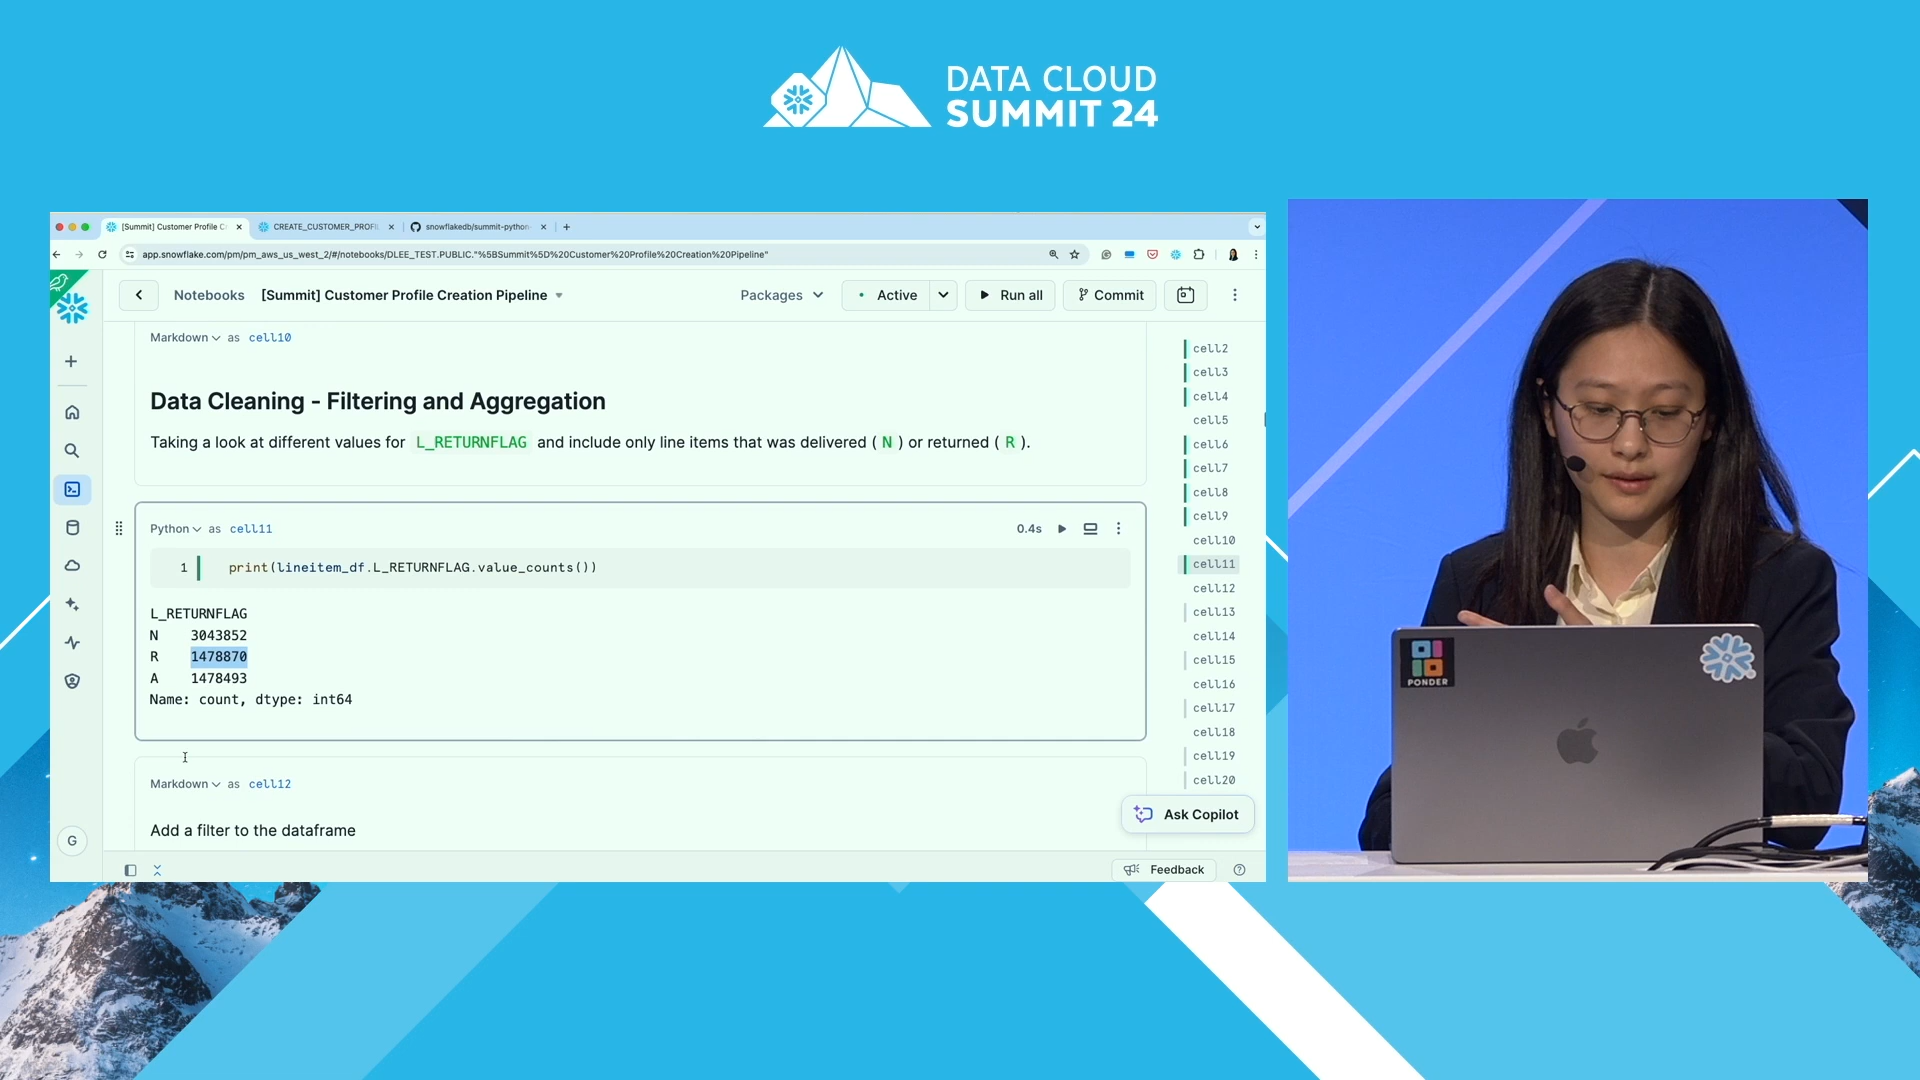 DATA CLOUD
SUMMIT 24
[Summit] Customer Profile C
CREATE_CUSTOMER_PROFI
snowflakedb/summit-python
app.snowflake.com/pm/pm_aws_us_west_2/#/notebooks/DLEE_TEST.PUBLIC."%5BSummit%5D%20Customer%20Profile%20Creation%20Pipeline"
Notebooks [Summit] Customer Profile Creation Pipeline
Packages
Active
Run all
Commit
Markdown as cell10
Data Cleaning - Filtering and Aggregation
Taking a look at different values for L_RETURNFLAG and include only line items that was delivered ( N ) or returned ( R ).
Python as cell11
0.4s
1 print(lineitem_df.L_RETURNFLAG.value_counts())
L_RETURNFLAG
N 3043852
R 1478870
A 1478493
Name: count, dtype: int64
Markdown as cell12
Add a filter to the dataframe
cell2
cell3
cell4
cell5
cell6
cell7
cell8
cell9
cell10
cell11
cell12
cell13
cell14
cell15
cell16
cell17
cell18
cell19
cell20
Ask Copilot
G
Feedback
PONDER